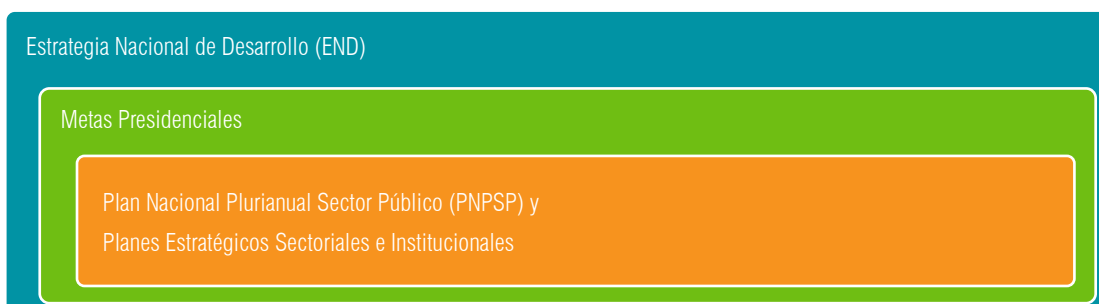 Estrategia Nacional de Desarrollo (END)
Metas Presidenciales
Plan Nacional Plurianual Sector Público (PNPSP) y
Planes Estratégicos Sectoriales e Institucionales